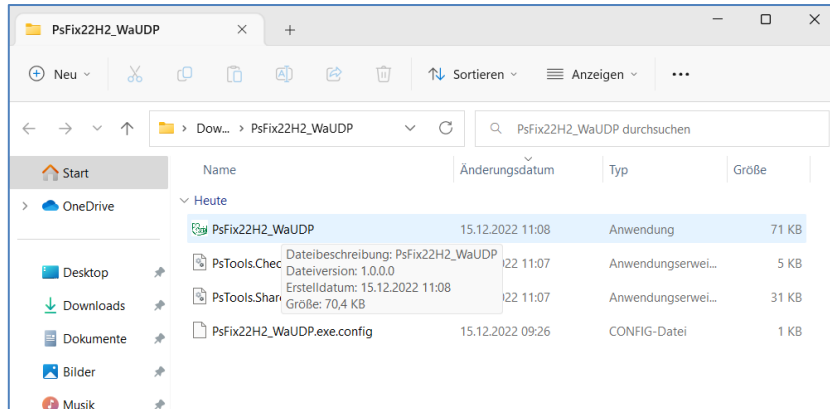 PsFix22H2_WaUDP
Neu
Sortieren
Anzeigen
Dow... PsFix22H2_WaUDP
PsFix22H2_WaUDP durchsuchen
Start
OneDrive
Desktop
Downloads
Dokumente
Bilder
Musik
Name Änderungsdatum Typ Größe
Heute
PsFix22H2_WaUDP 15.12.2022 11:08 Anwendung 71 KB
PsTools.Chec 22 11:07 Anwendungserwei... 5 KB
PsTools.Shar 22 11:07 Anwendungserwei... 31 KB
PsFix22H2_WaUDP.exe.config 15.12.2022 09:26 CONFIG-Datei 1 KB
Dateibeschreibung: PsFix22H2_WaUDP
Dateiversion: 1.0.0.0
Erstelldatum: 15.12.2022 11:08
Größe: 70,4 KB